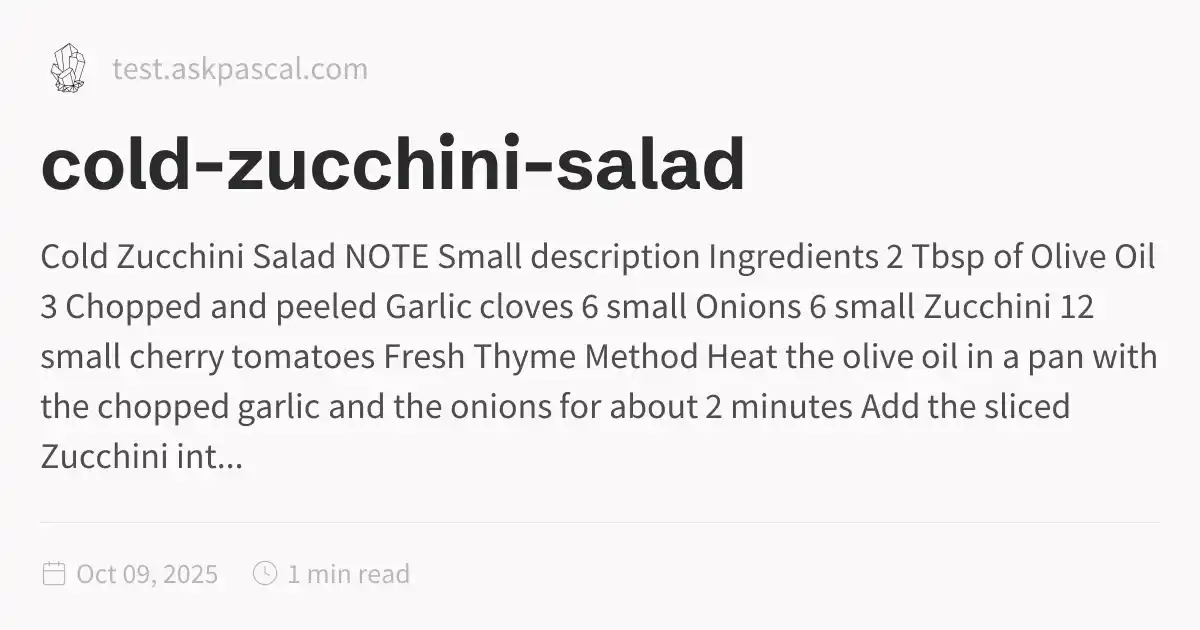 test.askpascal.com
cold-zucchini-salad
Cold Zucchini Salad NOTE Small description Ingredients 2 Tbsp of Olive Oil
3 Chopped and peeled Garlic cloves 6 small Onions 6 small Zucchini 12
small cherry tomatoes Fresh Thyme Method Heat the olive oil in a pan with
the chopped garlic and the onions for about 2 minutes Add the sliced
Zucchini int...
Oct 09, 2025 1 min read